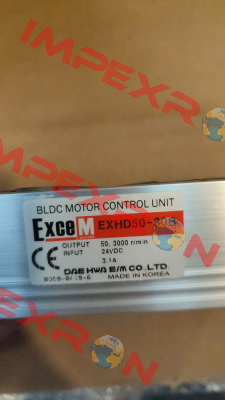 IMPEXRON
BLDC MOTOR CONTROL UNIT
ExceM EXHD50-
OUTPUT 50, 3000 r/min
INPUT 24VDC
3.1A
CE
DAE HWA E/M CO.LTD.
MADE IN KOREA
IMPEXRON